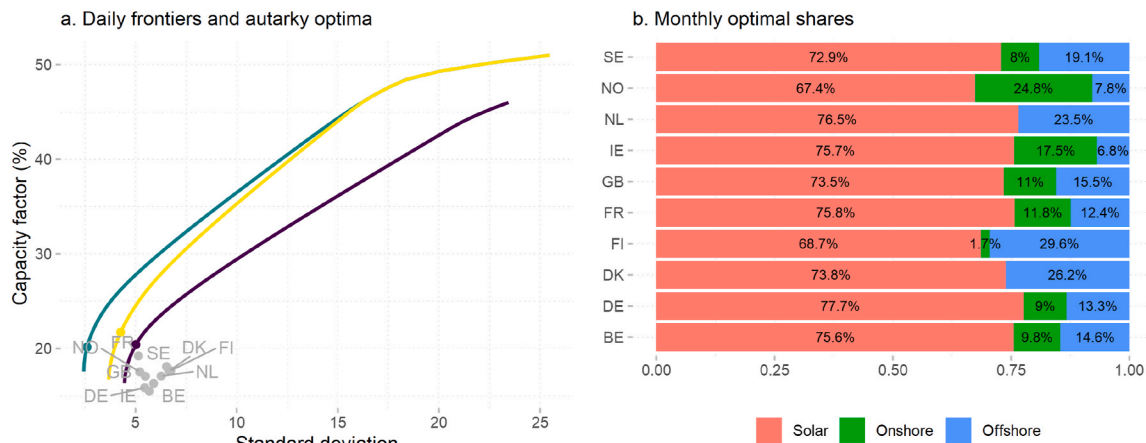 a. Daily frontiers and autarky optima
Capacity factor (%)
50
40
30
20
FR
NO
SE
DK
FI
GB
NL
DE
IE
BE
5
10
15
20
25
Standard deviation
b. Monthly optimal shares
SE 72.9% 8% 19.1%
NO 67.4% 24.8% 7.8%
NL 76.5% 23.5%
IE 75.7% 17.5% 6.8%
GB 73.5% 11% 15.5%
FR 75.8% 11.8% 12.4%
FI 68.7% 1.7% 29.6%
DK 73.8% 26.2%
DE 77.7% 9% 13.3%
BE 75.6% 9.8% 14.6%
0.00 0.25 0.50 0.75 1.00
Solar Onshore Offshore